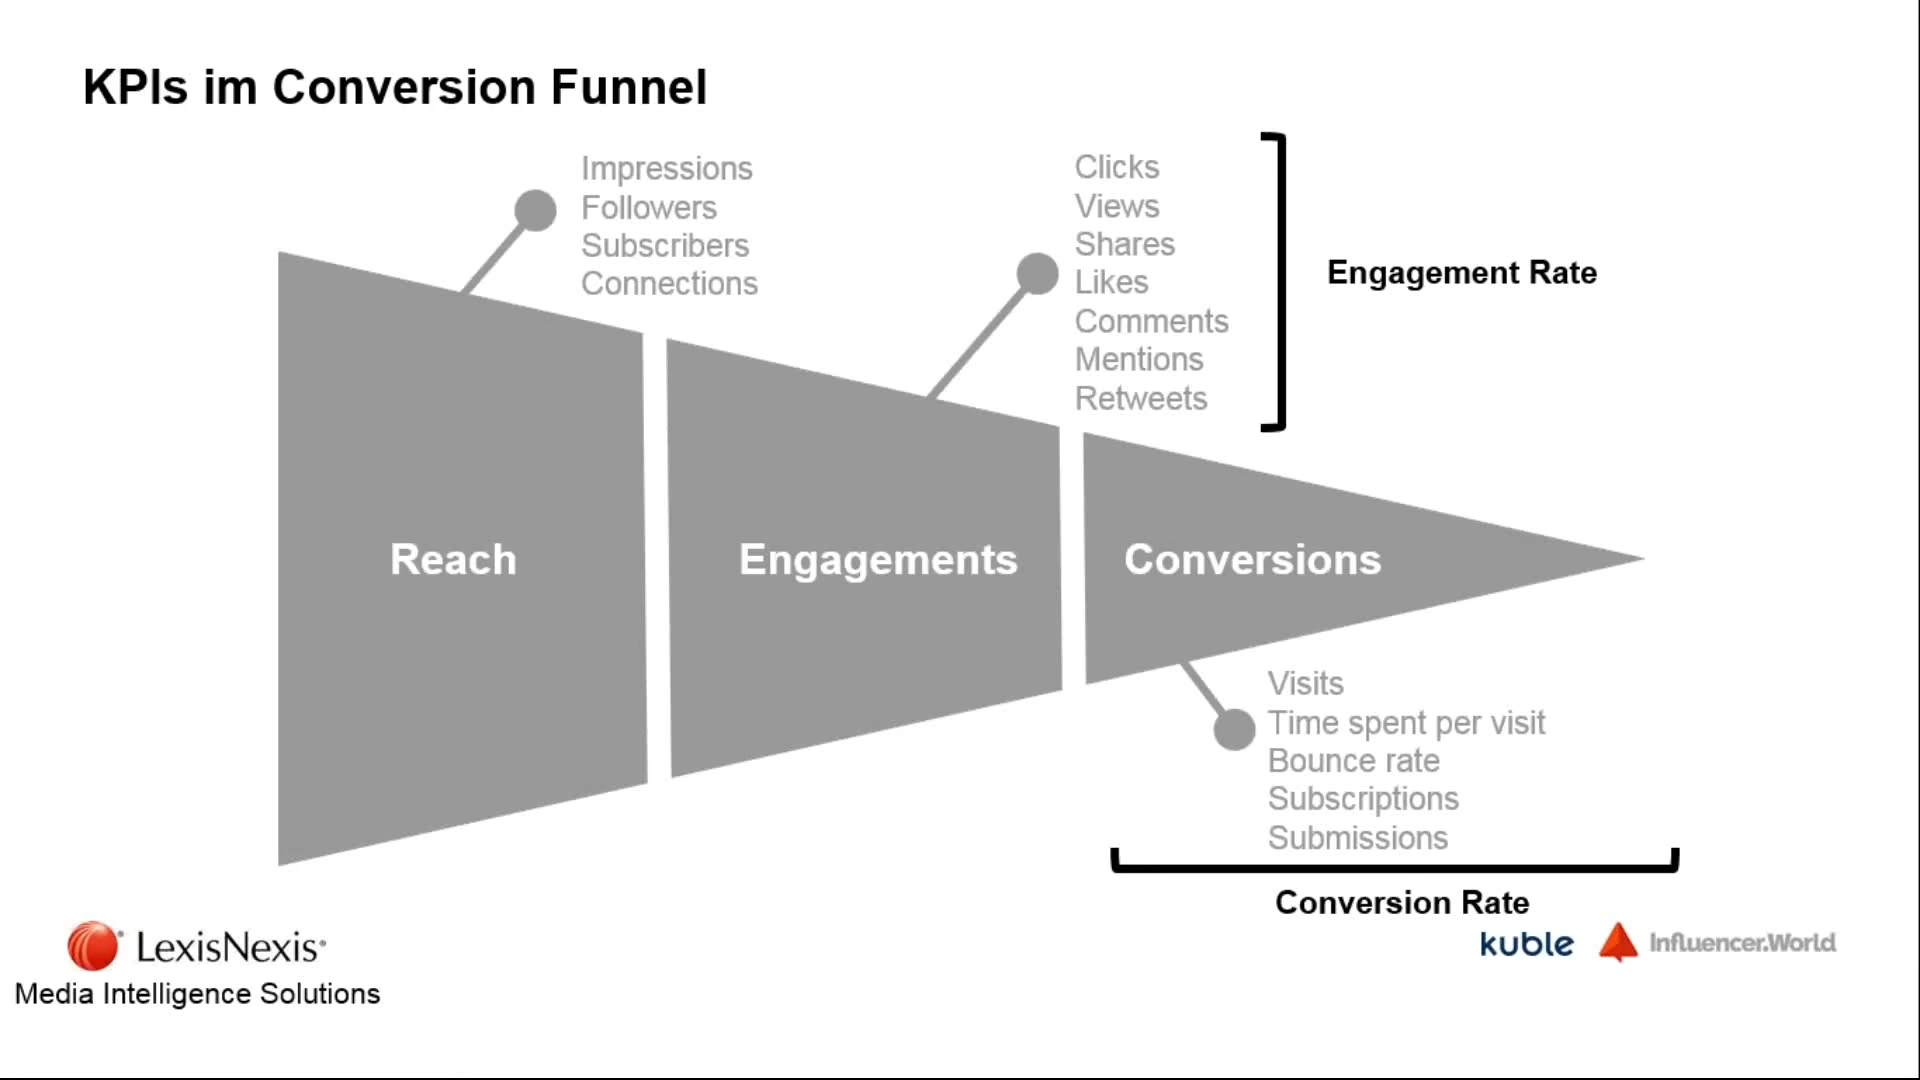 KPIs im Conversion Funnel
Impressions
Followers
Subscribers
Connections
Clicks
Views
Shares
Likes
Comments
Mentions
Retweets
Engagement Rate
Reach
Engagements
Conversions
Visits
Time spent per visit
Bounce rate
Subscriptions
Submissions
Conversion Rate
LexisNexis
Media Intelligence Solutions
kuble
Influencer.World